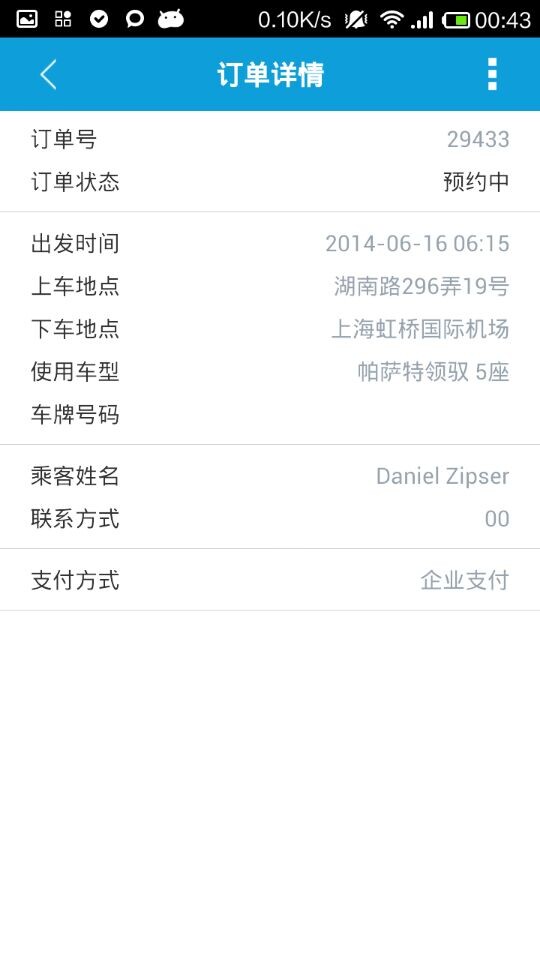 0.10K/s 00:43
订单详情
订单号 29433
订单状态 预约中
出发时间 2014-06-16 06:15
上车地点 湖南路296弄19号
下车地点 上海虹桥国际机场
使用车型 帕萨特领驭 5座
车牌号码
乘客姓名 Daniel Zipser
联系方式 00
支付方式 企业支付